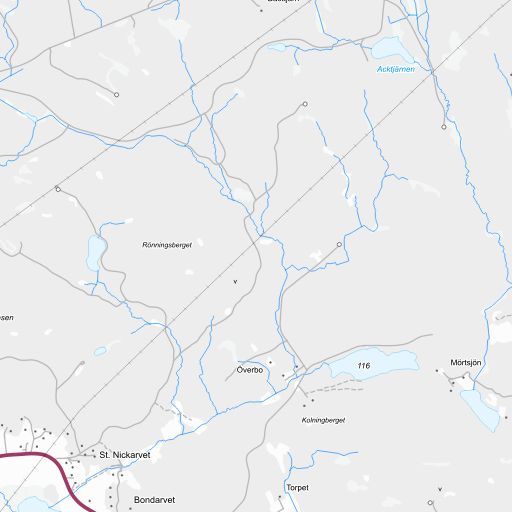 Acktjärnen
Rönningsberget
v
Mörtsjön
116
Överbo
Kolningberget
St. Nickarvet
Torpet
v
Bondarvet